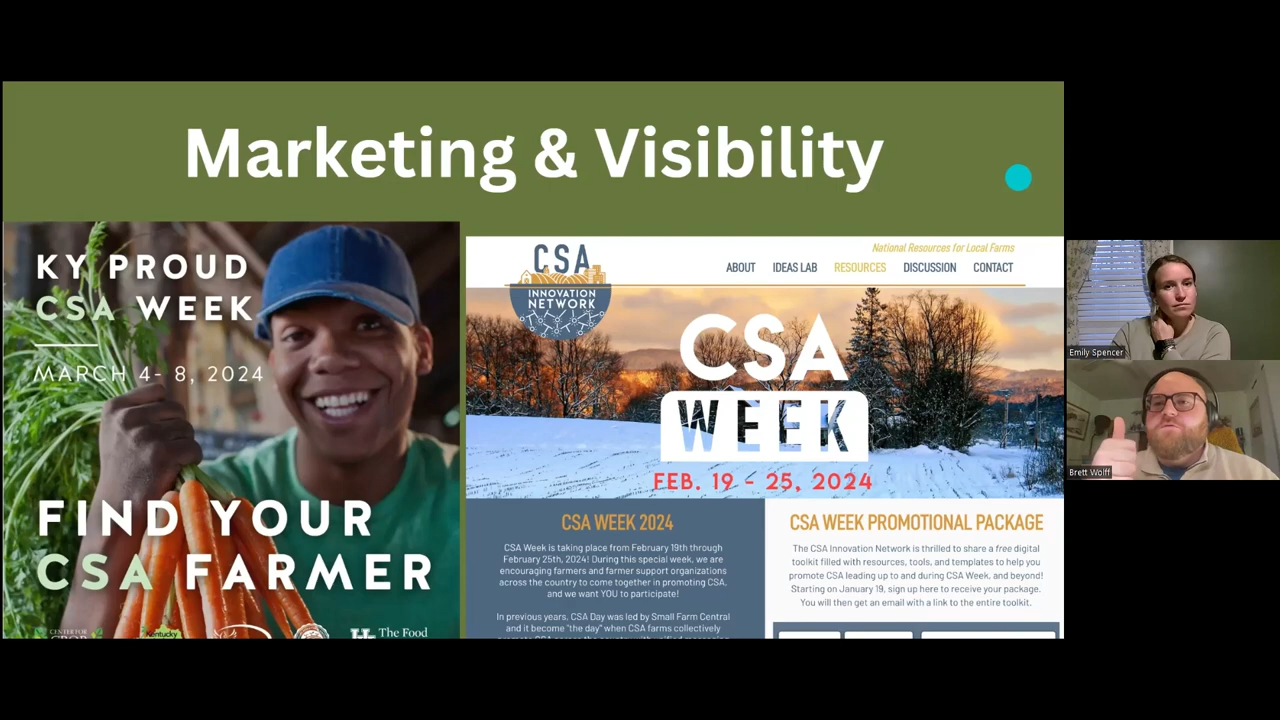 Marketing & Visibility
KY PROUD
CSA WEEK
MARCH 4- 8, 2024
FIND YOUR
CSA FARMER
CENTER FOR
CROP
Kentucky
The Food
National Resources for Local Farms
CSA
INNOVATION
NETWORK
ABOUT IDEAS LAB RESOURCES DISCUSSION CONTACT
CSA
WEEK
FEB. 19 - 25, 2024
CSA WEEK 2024
CSA Week is taking place from February 19th through
February 25th, 2024! During this special week, we are
encouraging farmers and farmer support organizations
across the country to come together in promoting CSA,
and we want YOU to participate!
In previous years, CSA Day was led by Small Farm Central
and it become "the day" when CSA farms collectively
CSA WEEK PROMOTIONAL PACKAGE
The CSA Innovation Network is thrilled to share a free digital
toolkit filled with resources, tools, and templates to help you
promote CSA leading up to and during CSA Week, and beyond!
Starting on January 19, sign up here to receive your package.
You will then get an email with a link to the entire toolkit.
Emily Spencer
Brett Wolff